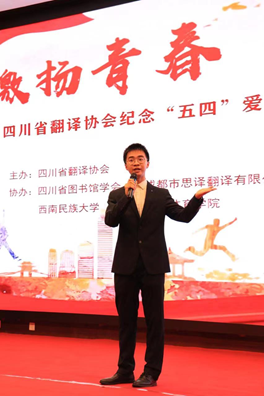 激扬青春
四川省翻译协会纪念“五四”爱
主办：四川省翻译协会
协办：四川省图书馆学会 都市思译翻译有限
西南民族大学 学院